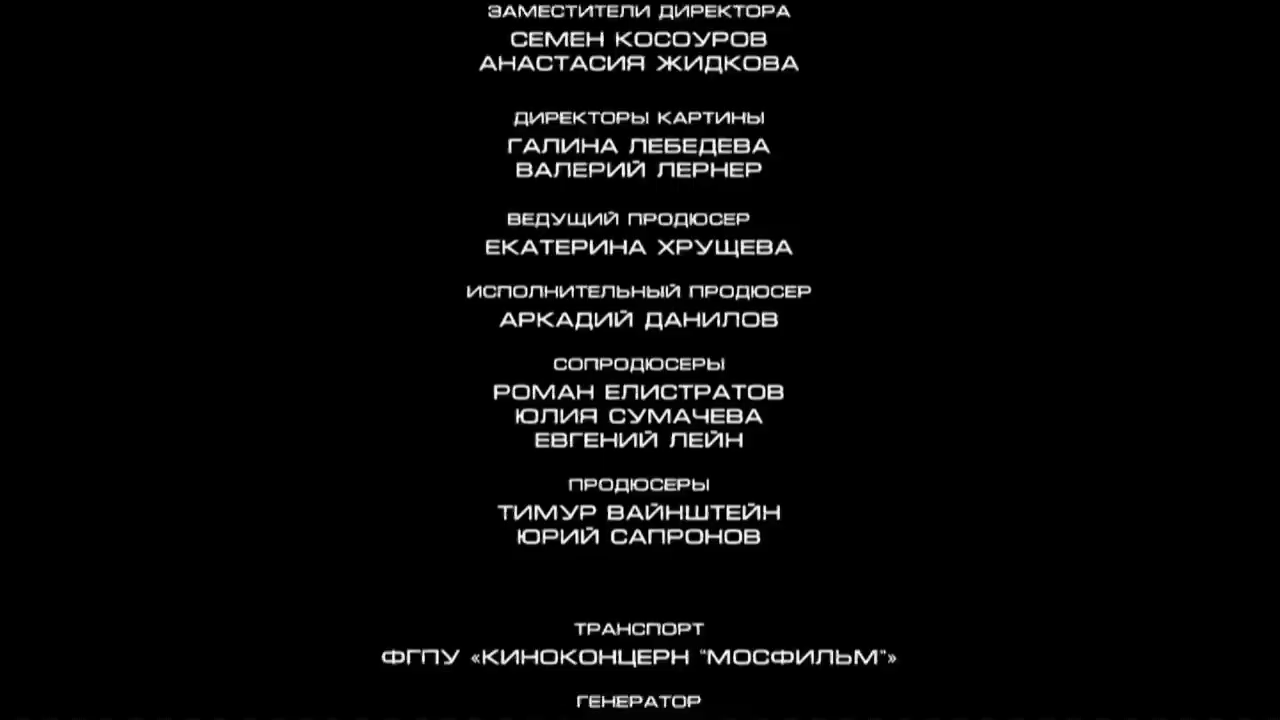 ЗАМЕСТИТЕЛИ ДИРЕКТОРА
СЕМЕН КОСОУРОВ
АНАСТАСИЯ ЖИДКОВА
ДИРЕКТОРЫ КАРТИНЫ
ГАЛИНА ЛЕБЕДЕВА
ВАЛЕРИЙ ЛЕРНЕР
ВЕДУЩИЙ ПРОДЮСЕР
ЕКАТЕРИНА ХРУЩЕВА
ИСПОЛНИТЕЛЬНЫЙ ПРОДЮСЕР
АРКАДИЙ ДАНИЛОВ
СОПРОДЮСЕРЫ
РОМАН ЕЛИСТРАТОВ
ЮЛИЯ СУМАЧЕВА
ЕВГЕНИЙ ЛЕЙН
ПРОДЮСЕРЫ
ТИМУР ВАЙНШТЕЙН
ЮРИЙ САПРОНОВ
ТРАНСПОРТ
ФГПУ «КИНОКОНЦЕРН "МОСФИЛЬМ"»
ГЕНЕРАТОР